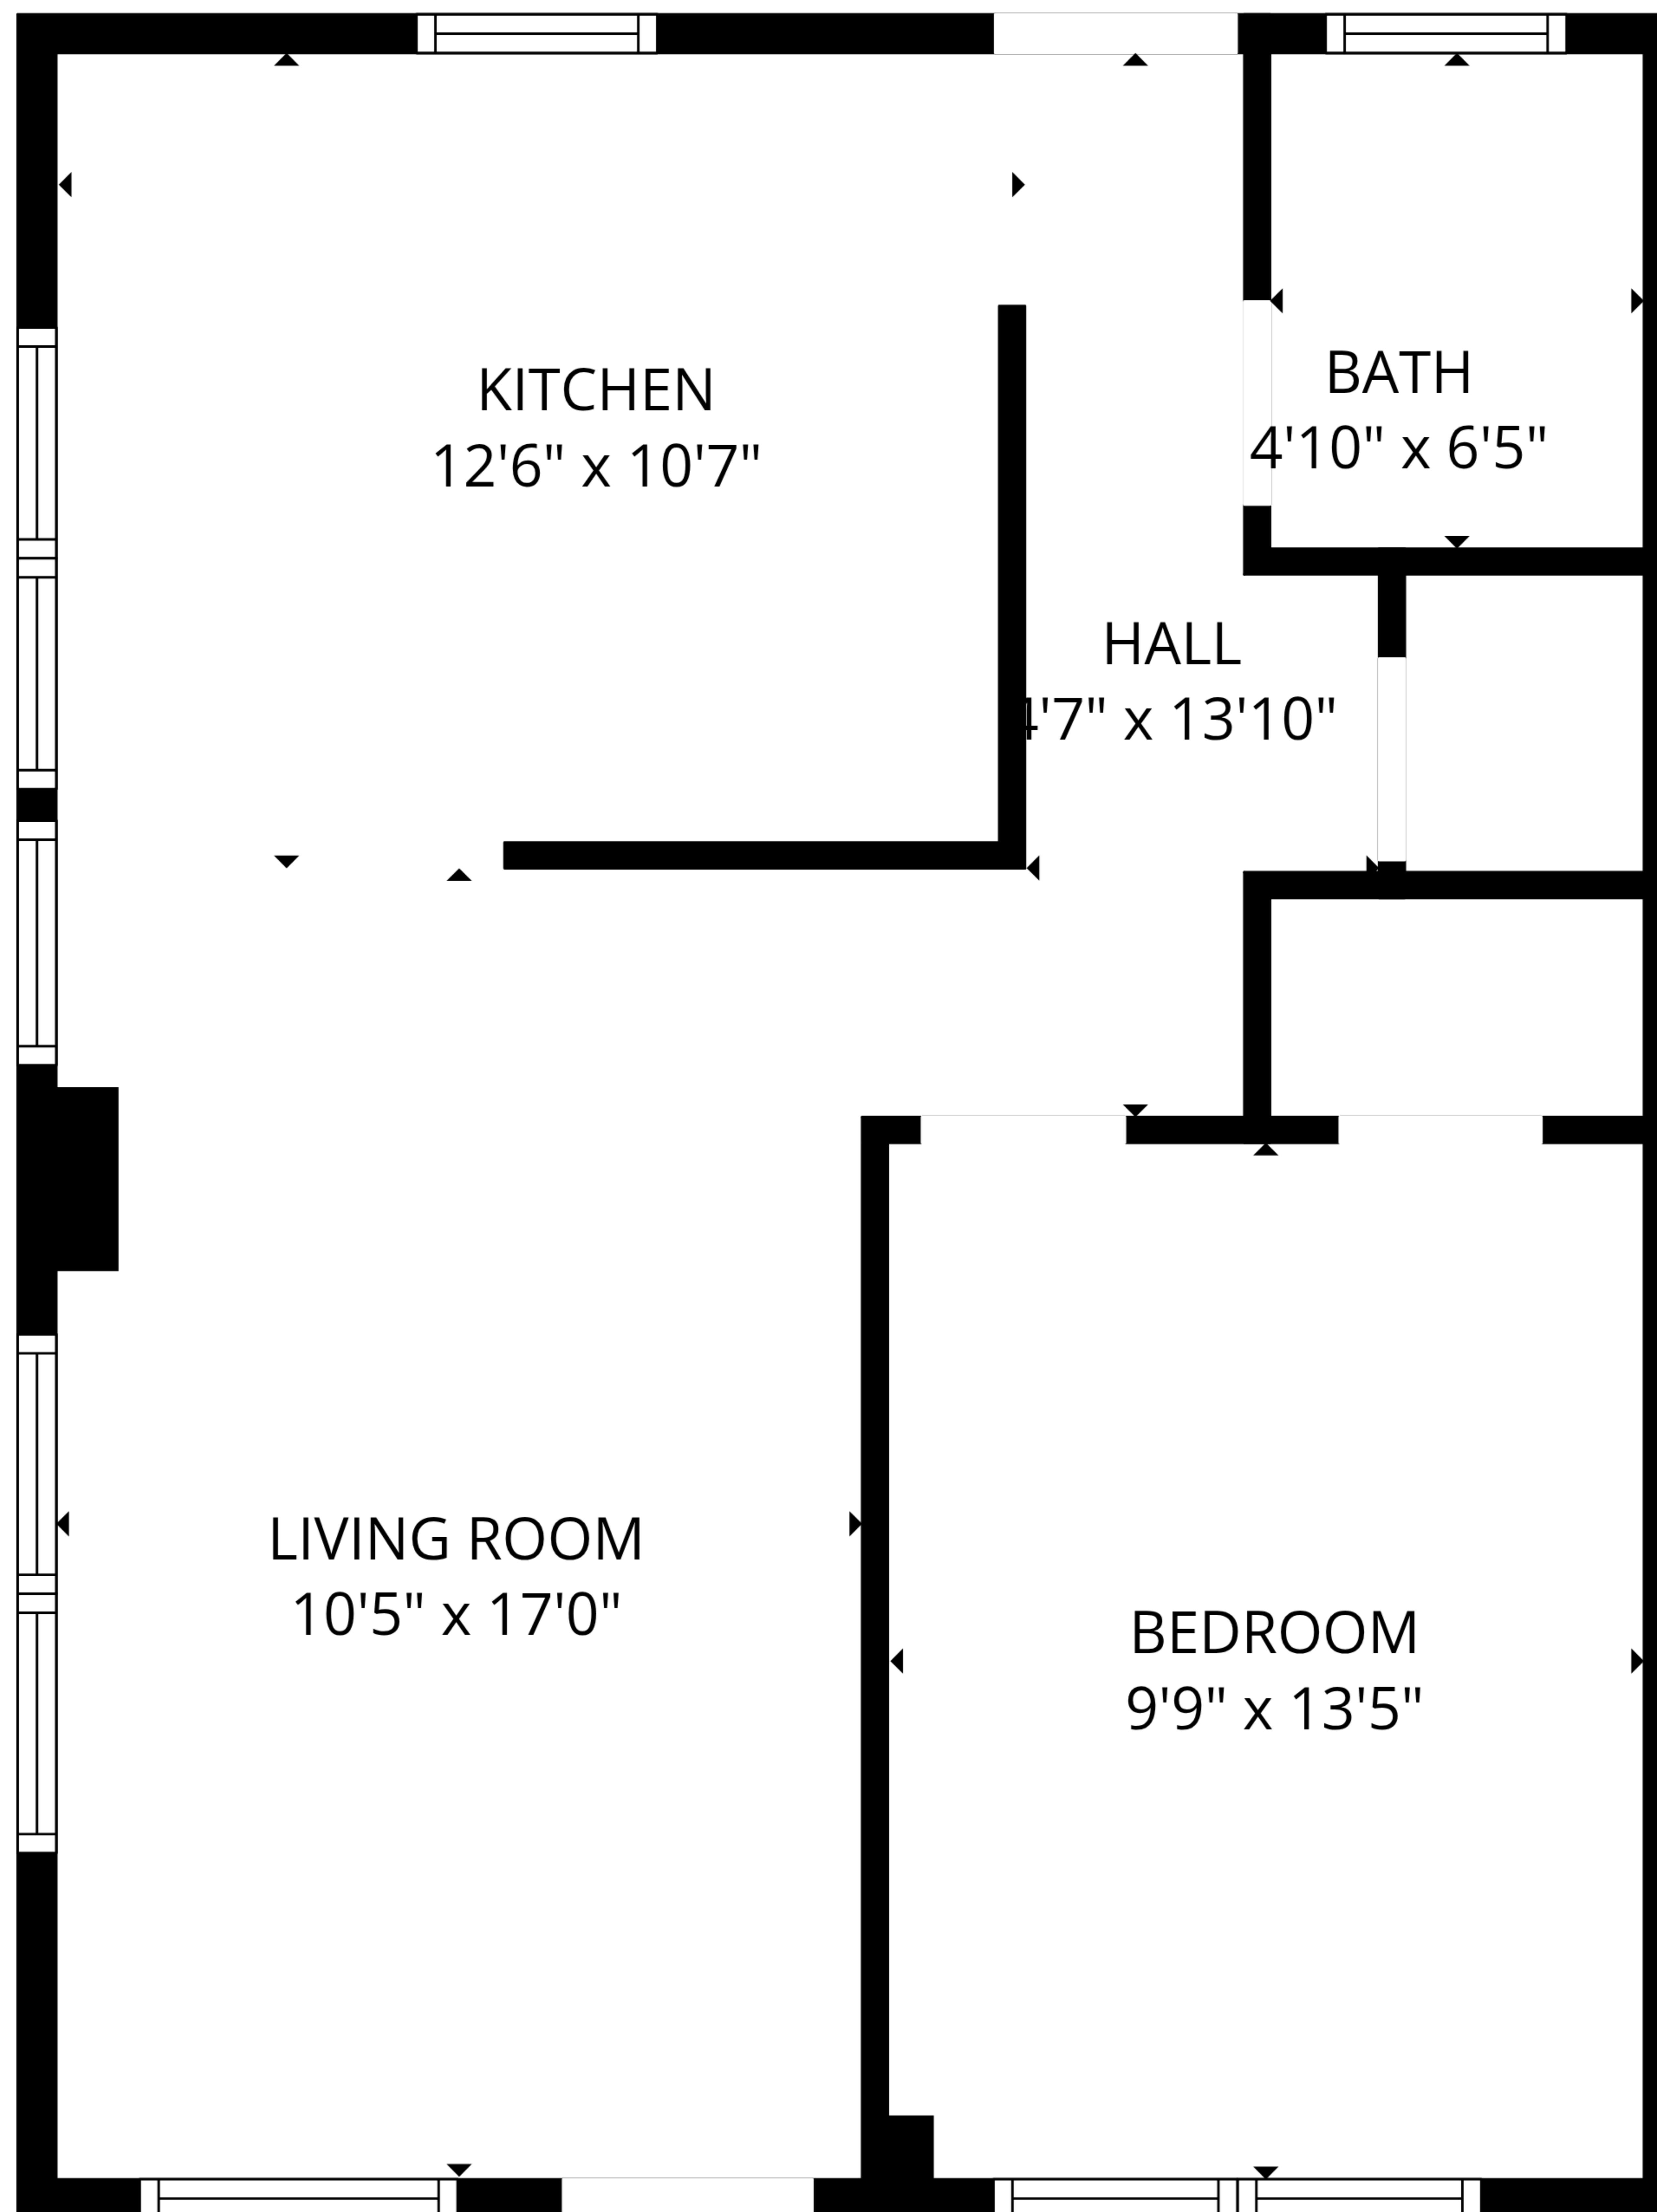 KITCHEN
12'6" x 10'7"
BATH
4'10" x 6'5"
HALL
4'7" x 13'10"
LIVING ROOM
10'5" x 17'0"
BEDROOM
9'9" x 13'5"